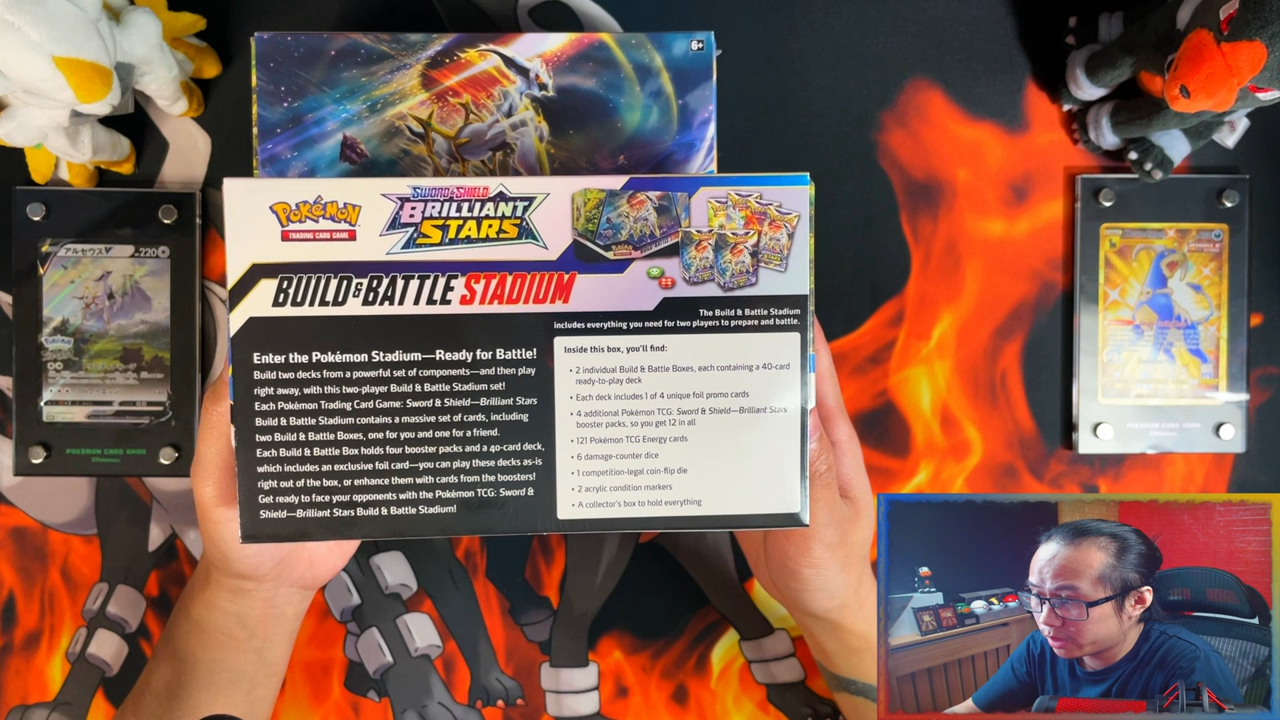 6+
POKéMON
TRADING CARD GAME
SWORD & SHIELD
BRILLIANT
STARS
BUILD & BATTLE STADIUM
The Build & Battle Stadium
includes everything you need for two players to prepare and battle.
Enter the Pokémon Stadium—Ready for Battle!
Build two decks from a powerful set of components—and then play
right away, with this two-player Build & Battle Stadium set!
Each Pokémon Trading Card Game: Sword & Shield—Brilliant Stars
Build & Battle Stadium contains a massive set of cards, including
two Build & Battle Boxes, one for you and one for a friend.
Each Build & Battle Box holds four booster packs and a 40-card deck,
which includes an exclusive foil card—you can play these decks as-is
right out of the box, or enhance them with cards from the boosters!
Get ready to face your opponents with the Pokémon TCG: Sword &
Shield—Brilliant Stars Build & Battle Stadium!
Inside this box, you'll find:
• 2 individual Build & Battle Boxes, each containing a 40-card
ready-to-play deck
• Each deck includes 1 of 4 unique foil promo cards
• 4 additional Pokémon TCG: Sword & Shield—Brilliant Stars
booster packs, so you get 12 in all
• 121 Pokémon TCG Energy cards
• 6 damage-counter dice
• 1 competition-legal coin-flip die
• 2 acrylic condition markers
• A collector's box to hold everything
アルセウスV
220
POKEMON CARD GAME
POKEMON CARD GAME